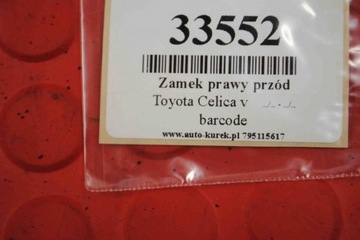 33552
Zamek prawy przód
Toyota Celica v ../.. - ../..
barcode
www.auto-kurek.pl 795115617